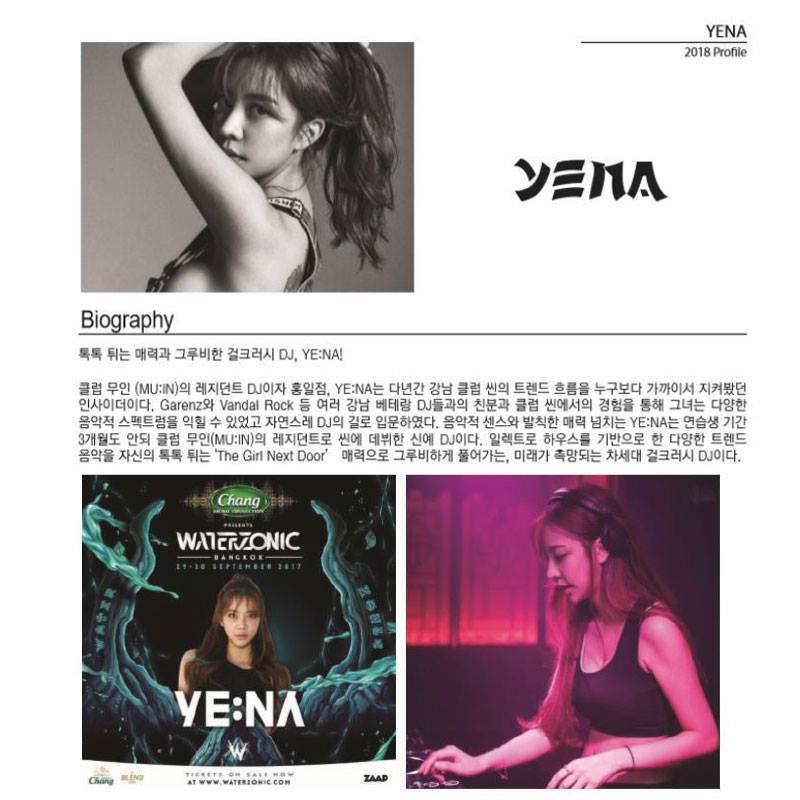 YENA
2018 Profile
YENA
Biography
톡톡 튀는 매력과 그루비한 걸크러시 DJ, YE:NA!
클럽 무인 (MU:IN)의 레지던트 DJ이자 홍일점, YE:NA는 다년간 강남 클럽 씬의 트렌드 흐름을 누구보다 가까이서 지켜봤던
인사이더이다. Garenz와 Vandal Rock 등 여러 강남 베테랑 DJ들과의 친분과 클럽 씬에서의 경험을 통해 그녀는 다양한
음악적 스펙트럼을 익힐 수 있었고 자연스레 DJ의 길로 입문하였다. 음악적 센스와 발칙한 매력 넘치는 YE:NA는 연습생 기간
3개월도 안되 클럽 무인(MU:IN)의 레지던트로 씬에 데뷔한 신예 DJ이다. 일렉트로 하우스를 기반으로 한 다양한 트렌드
음악을 자신의 톡톡 튀는 'The Girl Next Door' 매력으로 그루비하게 풀어가는, 미래가 촉망되는 차세대 걸크러시 DJ이다.
Chang
MUSIC CONNECTION
PRESENTS
WATERZONIC
BANGKOK
29-30 SEPTEMBER 2017
WATER
ZONIC
YE:NA
W
Chang
BLEND
TICKETS ON SALE NOW
AT WWW.WATERZONIC.COM
ZAAP